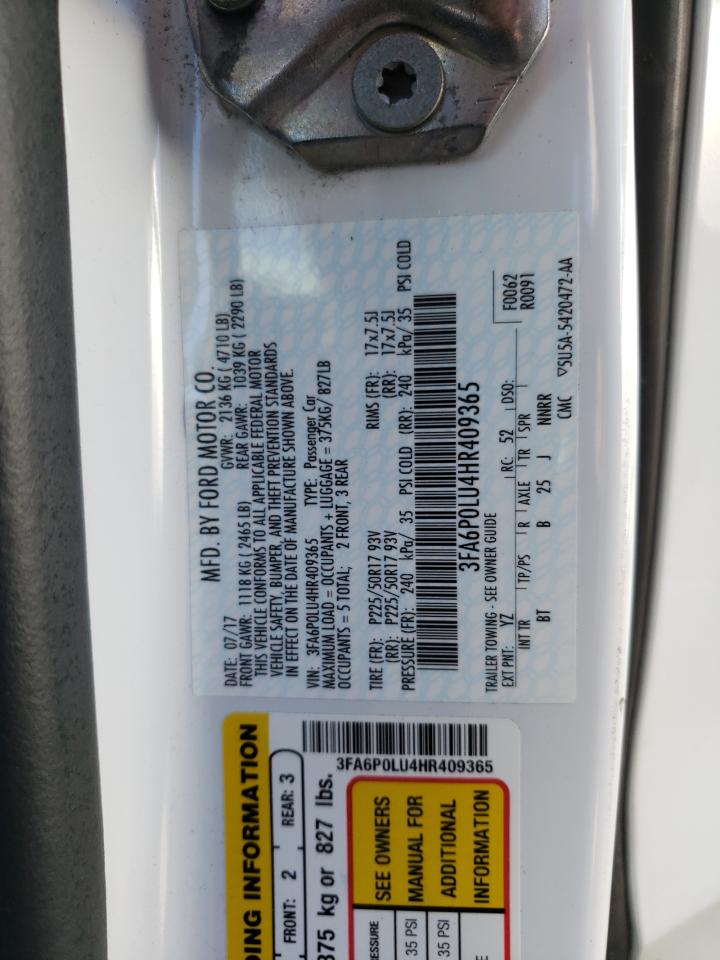 MFD. BY FORD MOTOR CO.
DATE: 07/17 GVWR: 2136 KG ( 4710 LB)
FRONT GAWR: 1118 KG ( 2465 LB) REAR GAWR: 1039 KG ( 2290 LB)
THIS VEHICLE CONFORMS TO ALL APPLICABLE FEDERAL MOTOR
VEHICLE SAFETY, BUMPER, AND THEFT PREVENTION STANDARDS
IN EFFECT ON THE DATE OF MANUFACTURE SHOWN ABOVE.
VIN: 3FA6P0LU4HR409365 TYPE: Passenger Car
MAXIMUM LOAD = OCCUPANTS + LUGGAGE = 375KG/ 827LB
OCCUPANTS = 5 TOTAL; 2 FRONT, 3 REAR
TIRE (FR): P225/50R17 93V RIMS (FR): 17x7.5J
(RR): P225/50R17 93V (RR): 17x7.5J
PRESSURE (FR): 240 kPa/ 35 PSI COLD (RR): 240 kPa/ 35 PSI COLD
3FA6P0LU4HR409365
TRAILER TOWING - SEE OWNER GUIDE F0062
EXT PNT: YZ RC: 52 DSO: R0091
INT TR TP/PS R AXLE TR SPR
BT B 25 J NNRR
CMC ▽5U5A-5420472-AA
3FA6P0LU4HR409365
DING INFORMATION
FRONT: 2 REAR: 3
375 kg or 827 lbs.
SEE OWNERS
MANUAL FOR
ADDITIONAL
INFORMATION
35 PSI
35 PSI